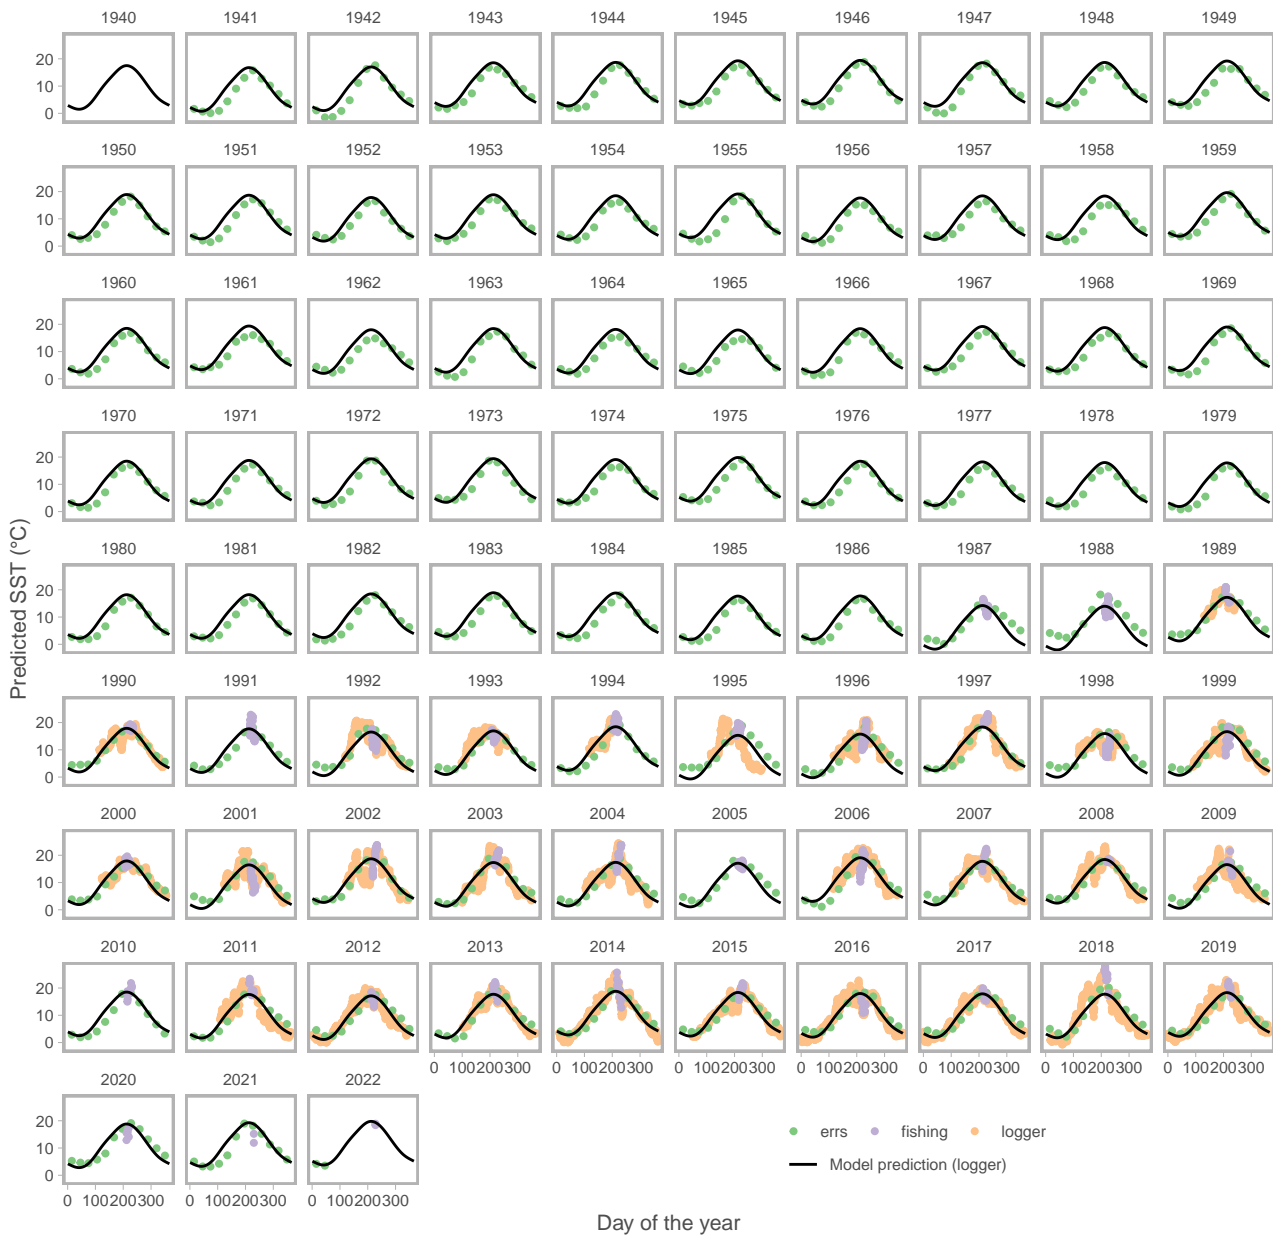 1940 1941 1942 1943 1944 1945 1946 1947 1948 1949
20
10
0
1950 1951 1952 1953 1954 1955 1956 1957 1958 1959
20
10
0
1960 1961 1962 1963 1964 1965 1966 1967 1968 1969
20
10
0
1970 1971 1972 1973 1974 1975 1976 1977 1978 1979
20
10
0
Predicted SST (°C)
1980 1981 1982 1983 1984 1985 1986 1987 1988 1989
20
10
0
1990 1991 1992 1993 1994 1995 1996 1997 1998 1999
20
10
0
2000 2001 2002 2003 2004 2005 2006 2007 2008 2009
20
10
0
2010 2011 2012 2013 2014 2015 2016 2017 2018 2019
20
10
0
0 100200300 0 100200300 0 100200300 0 100200300 0 100200300 0 100200300 0 100200300
2020 2021 2022
20
10
0
0 100200300 0 100200300 0 100200300
errs fishing logger
Model prediction (logger)
Day of the year